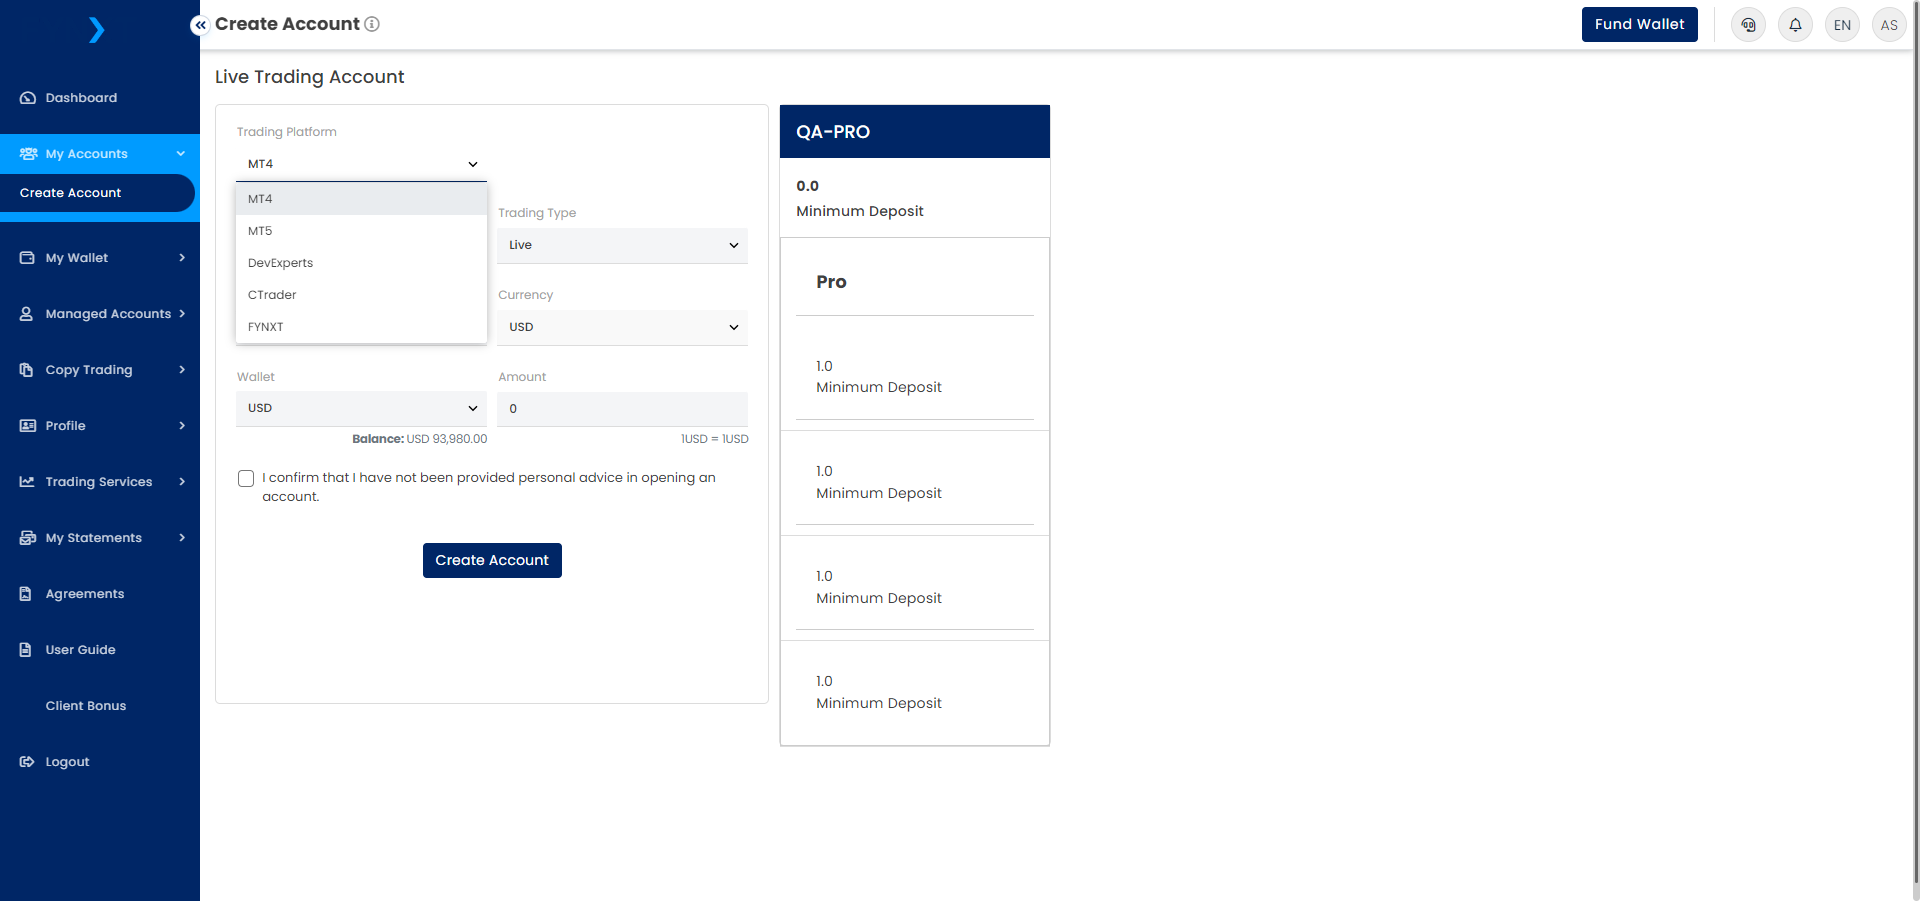 Create Account
Fund Wallet
EN
AS
Dashboard
My Accounts
Create Account
My Wallet
Managed Accounts
Copy Trading
Profile
Trading Services
My Statements
Agreements
User Guide
Client Bonus
Logout
Live Trading Account
Trading Platform
MT4
MT4
MT5
DevExperts
CTrader
FYNXT
Trading Type
Live
Currency
USD
Wallet
USD
Balance: USD 93,980.00
Amount
0
1USD = 1USD
I confirm that I have not been provided personal advice in opening an
account.
Create Account
QA-PRO
0.0
Minimum Deposit
Pro
1.0
Minimum Deposit
1.0
Minimum Deposit
1.0
Minimum Deposit
1.0
Minimum Deposit